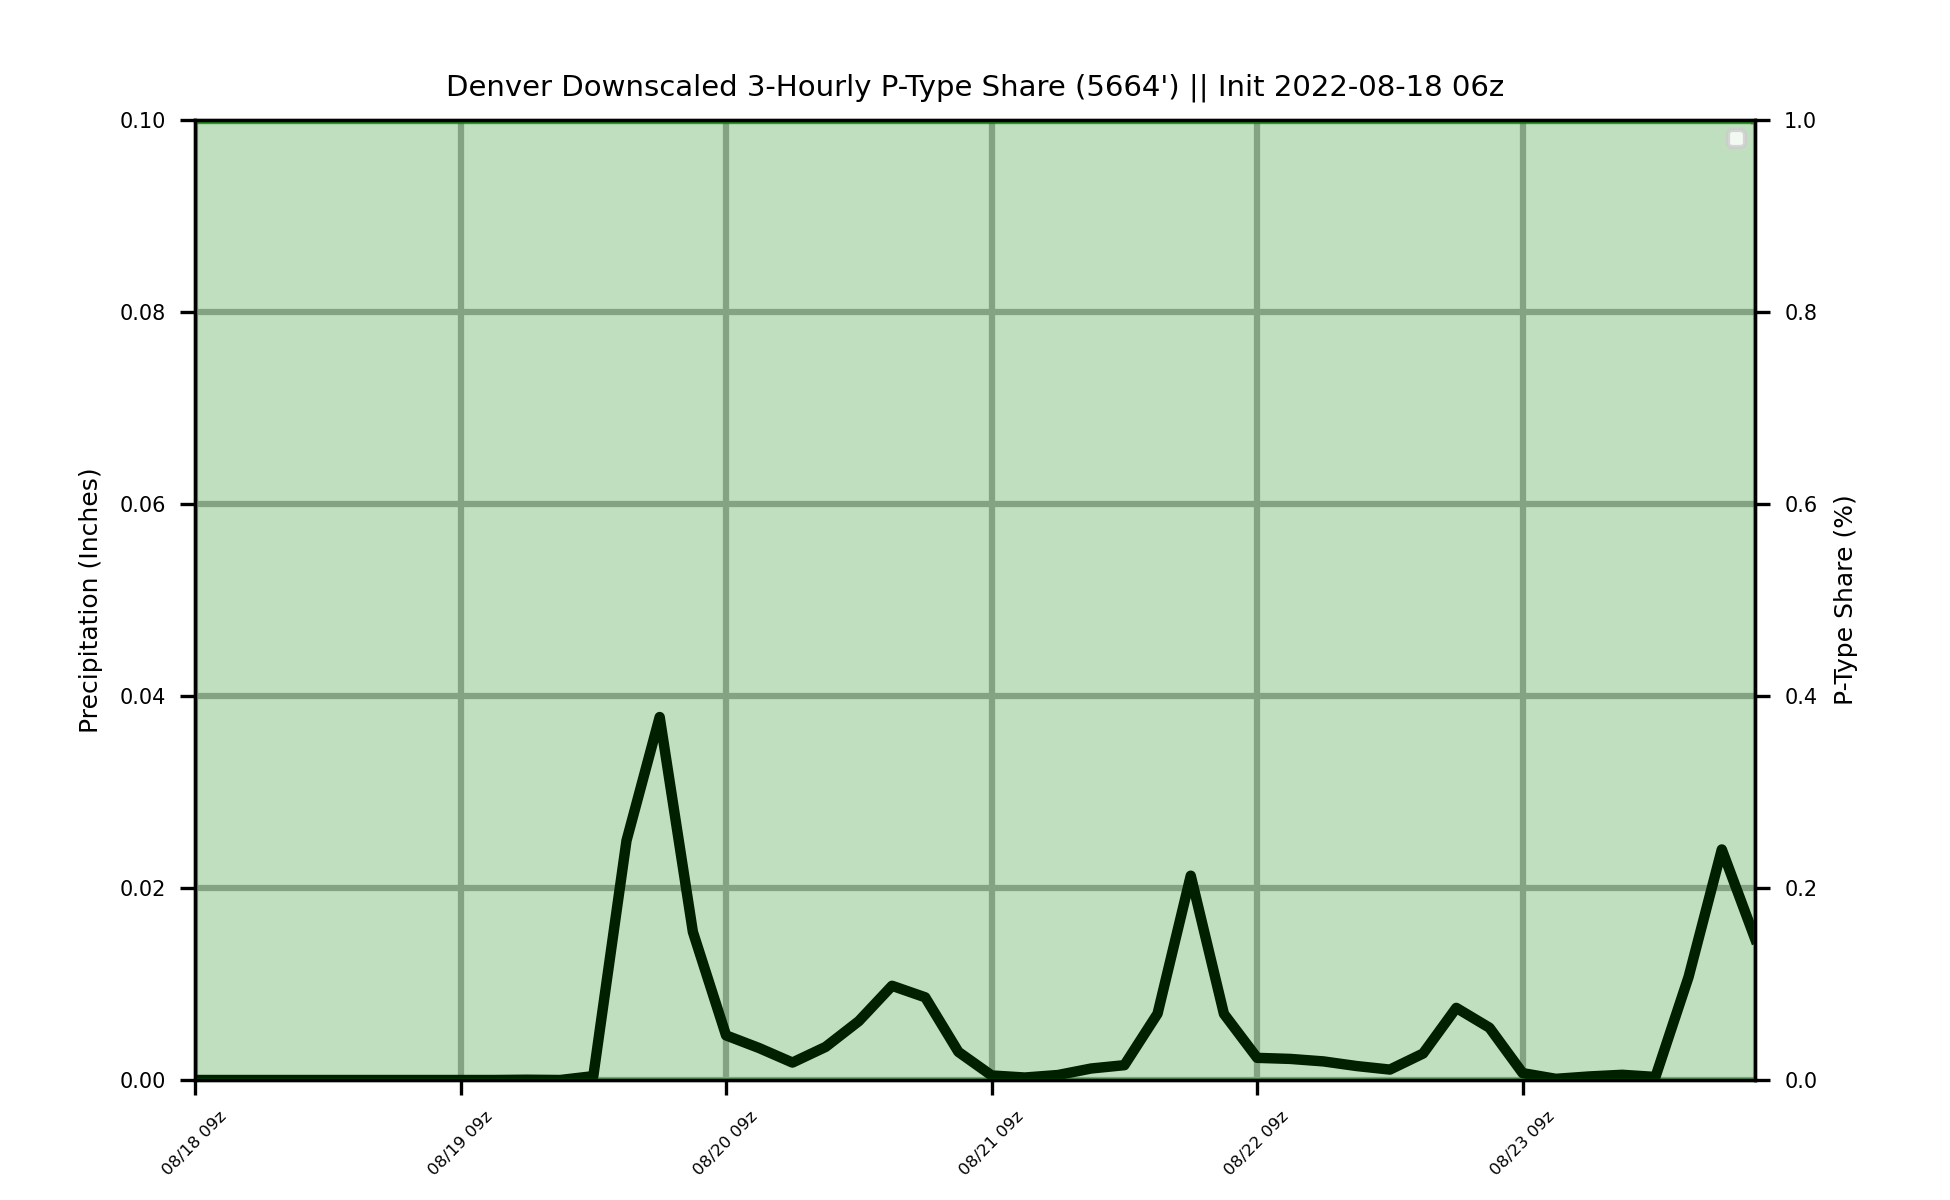 Denver Downscaled 3-Hourly P-Type Share (5664') || Init 2022-08-18 06z
0.10
0.08
0.06
0.04
0.02
0.00
Precipitation (Inches)
1.0
0.8
0.6
0.4
0.2
0.0
P-Type Share (%)
08/18 09z
08/19 09z
08/20 09z
08/21 09z
08/22 09z
08/23 09z